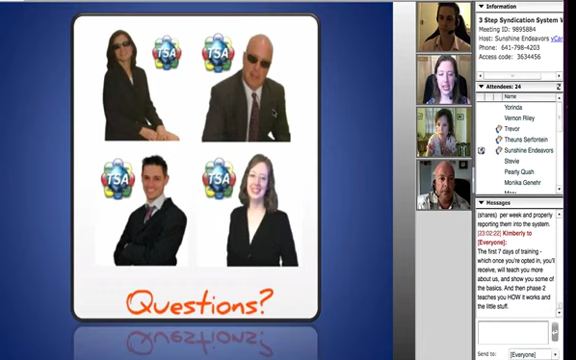 TSA
TSA
TSA
TSA
Questions?
Information
3 Step Syndication System W
Meeting ID: 9895884
Host: Sunshine Endeavors
Phone: 641-798-4203
Access code: 3634456
Attendees: 24
Name
Yorinda
Vernon Riley
Trevor
Theuns Serfontein
Sunshine Endeavors
Stevie
Pearly Quah
Monika Genehr
Messages
(shares) per week and properly
reporting them into the system.
[23:02:22] Kimberly to
[Everyone]:
The first 7 days of training -
which once you're opted in, you'll
receive, will teach you more
about us, and show you some of
the basics. And then phase 2
teaches you HOW it works and
the little stuff.
Send to:
[Everyone]